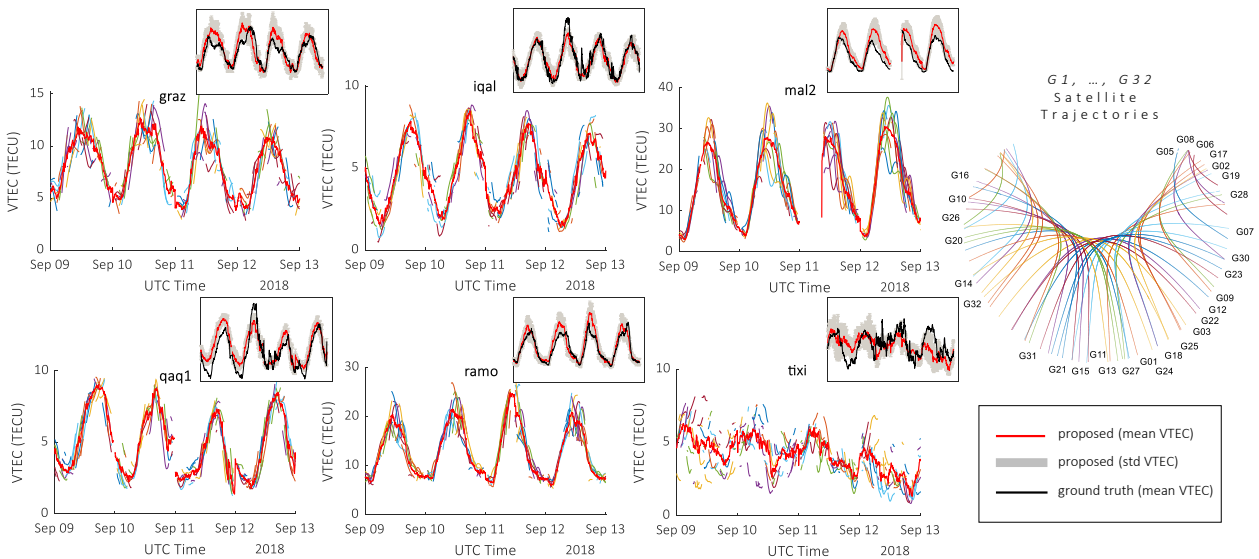 graz
15
10
5
0
VTEC (TECU)
Sep 09
Sep 10
Sep 11
Sep 12
Sep 13
UTC Time
2018
iqal
10
5
0
VTEC (TECU)
Sep 09
Sep 10
Sep 11
Sep 12
Sep 13
UTC Time
2018
mal2
40
30
20
10
0
VTEC (TECU)
Sep 09
Sep 10
Sep 11
Sep 12
Sep 13
UTC Time
2018
G1, …, G32
Satellite
Trajectories
G08
G06
G05
G17
G02
G19
G28
G07
G30
G23
G09
G12
G22
G03
G25
G18
G24
G01
G27
G13
G11
G15
G21
G31
G32
G14
G20
G26
G10
G16
qaq1
10
5
0
VTEC (TECU)
Sep 09
Sep 10
Sep 11
Sep 12
Sep 13
UTC Time
2018
ramo
30
20
10
0
VTEC (TECU)
Sep 09
Sep 10
Sep 11
Sep 12
Sep 13
UTC Time
2018
tixi
10
5
0
VTEC (TECU)
Sep 09
Sep 10
Sep 11
Sep 12
Sep 13
UTC Time
2018
proposed (mean VTEC)
proposed (std VTEC)
ground truth (mean VTEC)